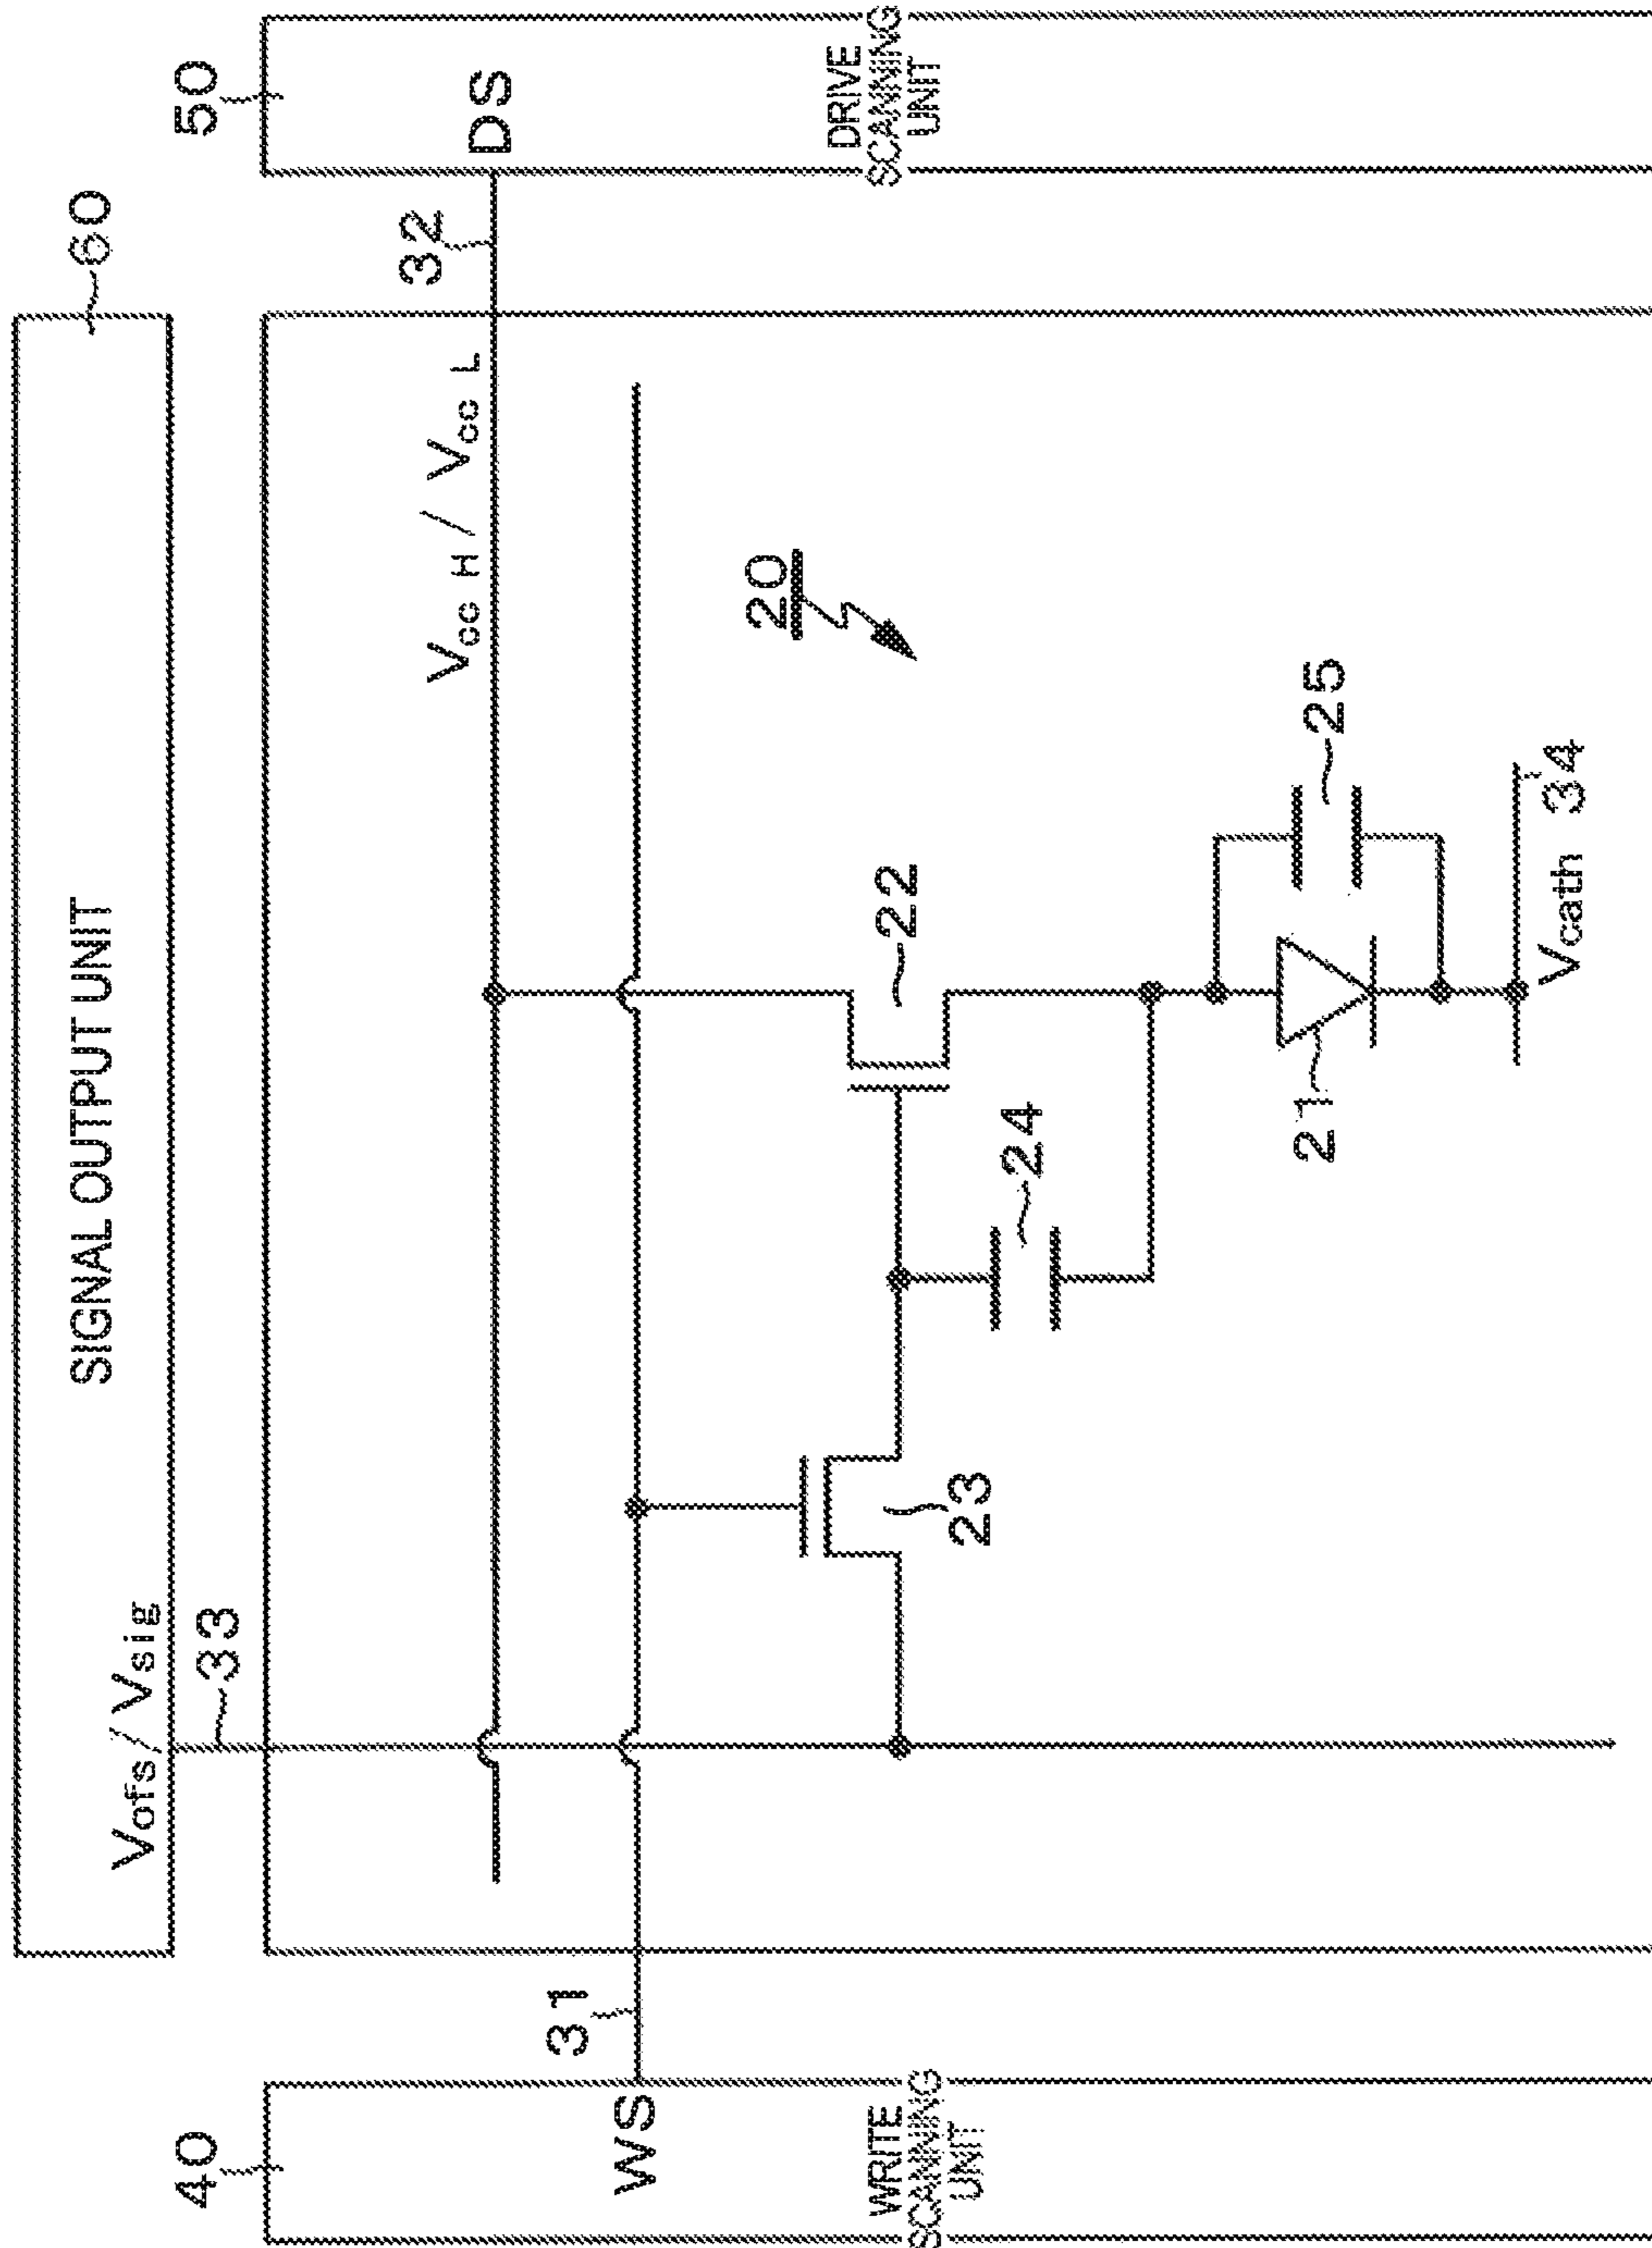 60
SIGNAL OUTPUT UNIT
Vofs/Vsig
40
33
50
WS
31
32
DS
Vcc H / Vcc L
20
WRITE
SCANNING
UNIT
23
24
22
DRIVE
SCANNING
UNIT
21
25
Vcath 34